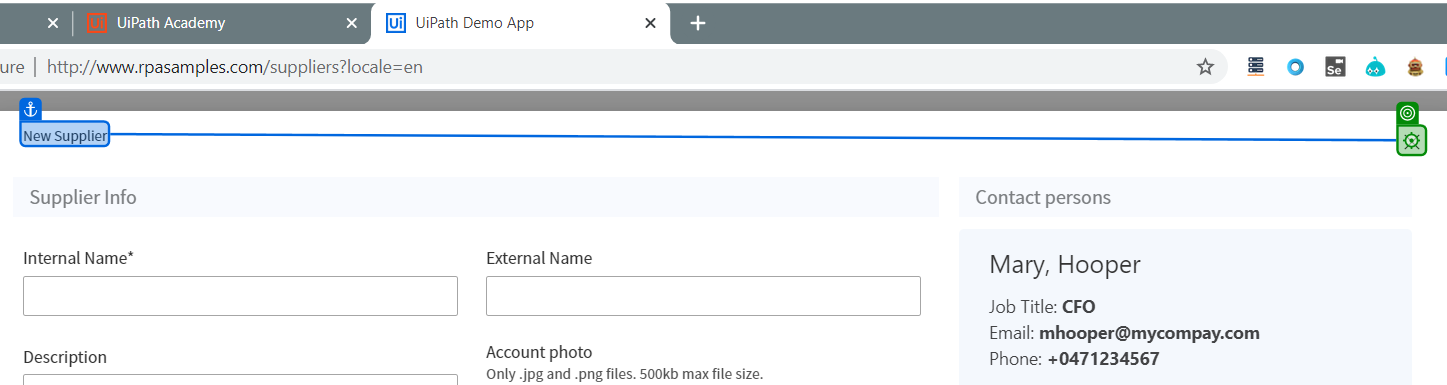 UiPath Academy
UiPath Demo App
ure | http://www.rpasamples.com/suppliers?locale=en
Se
New Supplier
Supplier Info
Contact persons
Internal Name*
External Name
Mary, Hooper
Job Title: CFO
Email: mhooper@mycompay.com
Phone: +0471234567
Description
Account photo
Only .jpg and .png files. 500kb max file size.